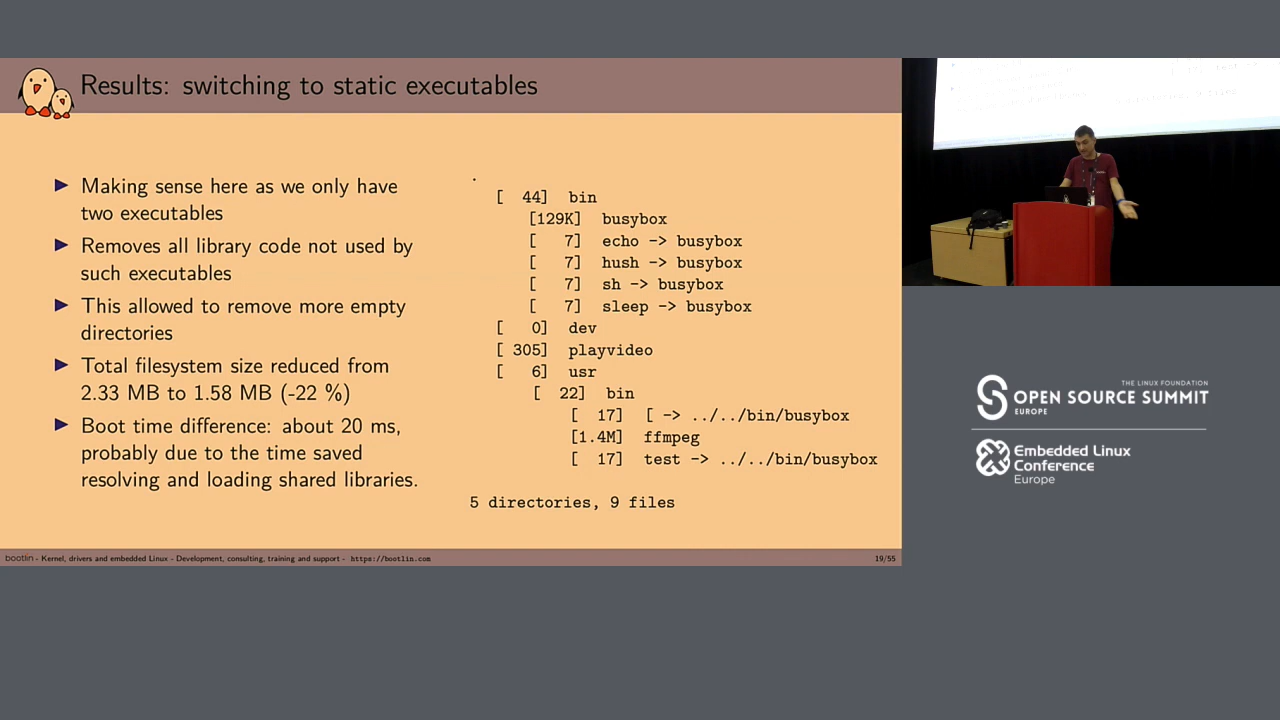 Results: switching to static executables
▶ Making sense here as we only have
two executables
▶ Removes all library code not used by
such executables
▶ This allowed to remove more empty
directories
▶ Total filesystem size reduced from
2.33 MB to 1.58 MB (-22 %)
▶ Boot time difference: about 20 ms,
probably due to the time saved
resolving and loading shared libraries.
.
[  44]  bin
[129K]  busybox
[   7]  echo -> busybox
[   7]  hush -> busybox
[   7]  sh -> busybox
[   7]  sleep -> busybox
[   0]  dev
[ 305]  playvideo
[   6]  usr
[  22]  bin
[  17]  [ -> ../../bin/busybox
[1.4M]  ffmpeg
[  17]  test -> ../../bin/busybox
5 directories, 9 files
bootlin - Kernel, drivers and embedded Linux - Development, consulting, training and support - https://bootlin.com
19/55
THE LINUX FOUNDATION
OPEN SOURCE SUMMIT
EUROPE
Embedded Linux
Conference
Europe